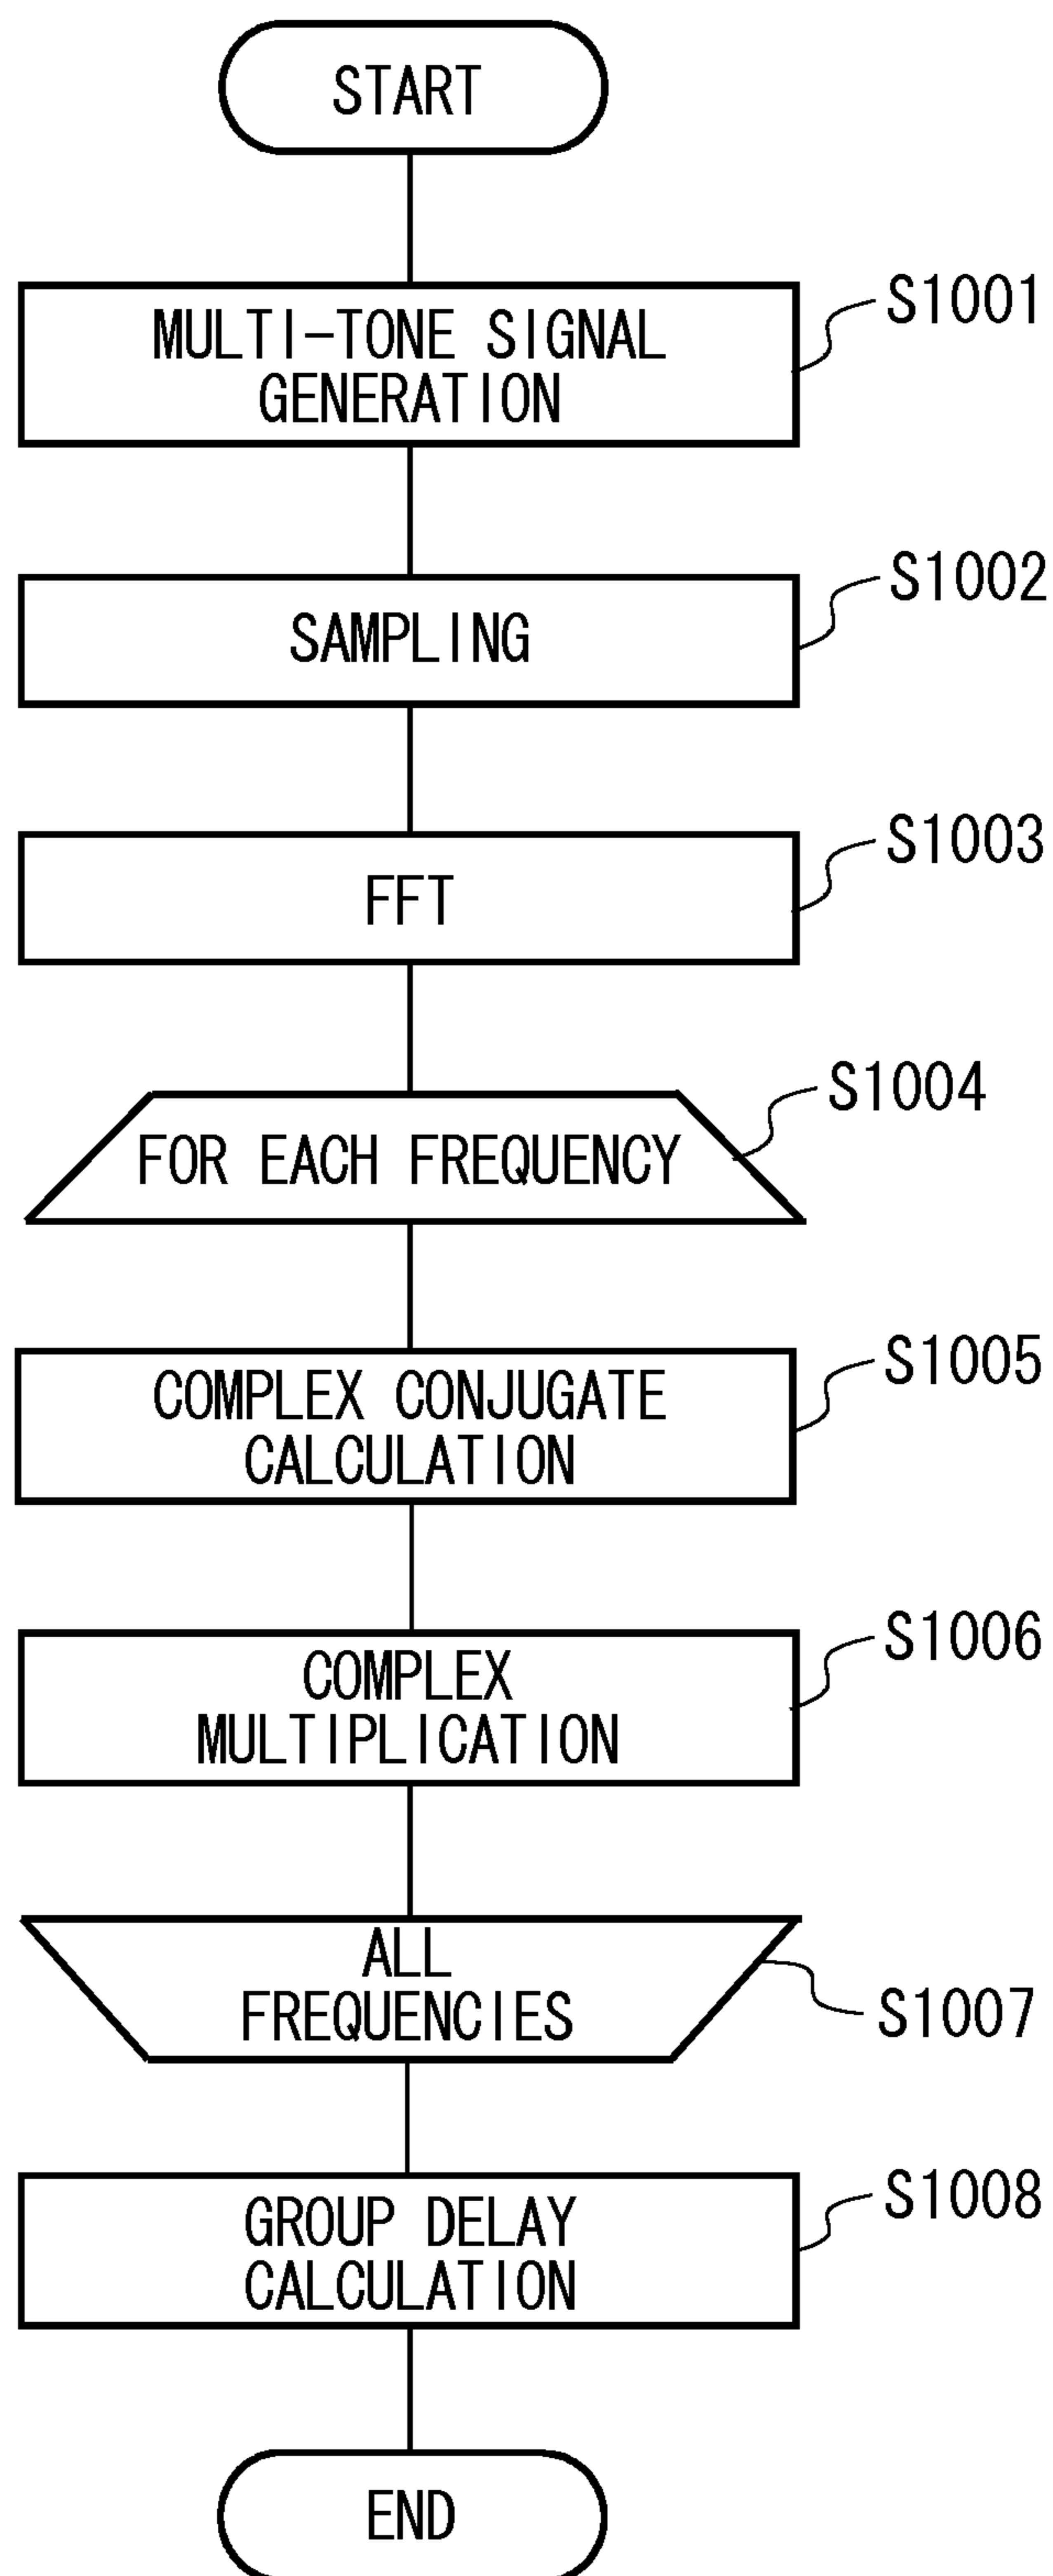 START
S1001
MULTI-TONE SIGNAL
GENERATION
S1002
SAMPLING
S1003
FFT
S1004
FOR EACH FREQUENCY
S1005
COMPLEX CONJUGATE
CALCULATION
S1006
COMPLEX
MULTIPLICATION
ALL
FREQUENCIES
S1007
S1008
GROUP DELAY
CALCULATION
END